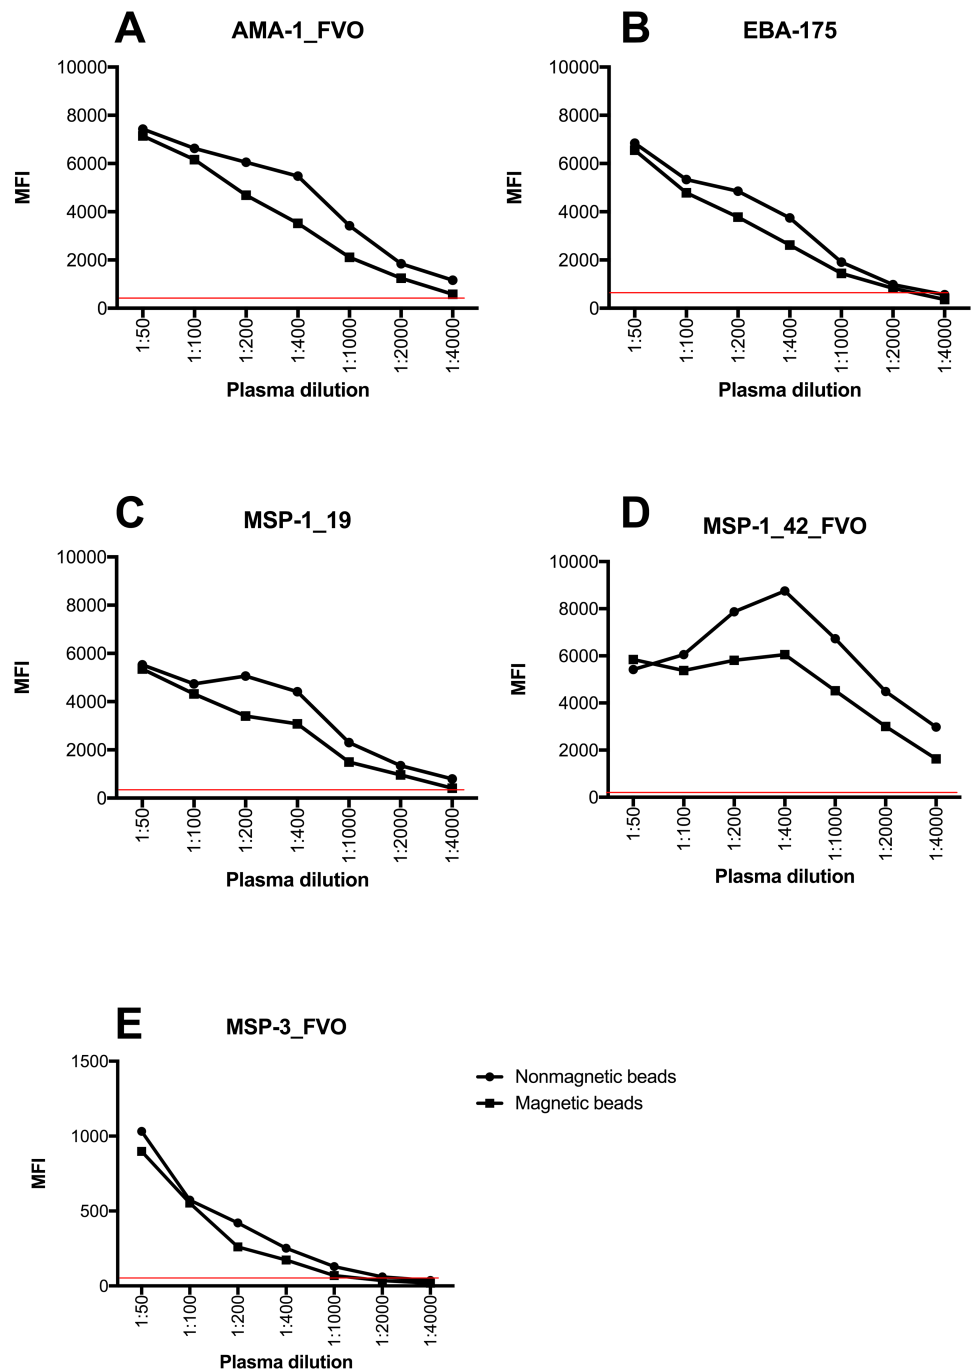 A
AMA-1_FVO
10000
8000
6000
4000
2000
0
MFI
1:50
1:100
1:200
1:400
1:1000
1:2000
1:4000
Plasma dilution
B
EBA-175
10000
8000
6000
4000
2000
0
MFI
1:50
1:100
1:200
1:400
1:1000
1:2000
1:4000
Plasma dilution
C
MSP-1_19
10000
8000
6000
4000
2000
0
MFI
1:50
1:100
1:200
1:400
1:1000
1:2000
1:4000
Plasma dilution
D
MSP-1_42_FVO
10000
8000
6000
4000
2000
0
MFI
1:50
1:100
1:200
1:400
1:1000
1:2000
1:4000
Plasma dilution
E
MSP-3_FVO
1500
1000
500
0
MFI
1:50
1:100
1:200
1:400
1:1000
1:2000
1:4000
Plasma dilution
Nonmagnetic beads
Magnetic beads